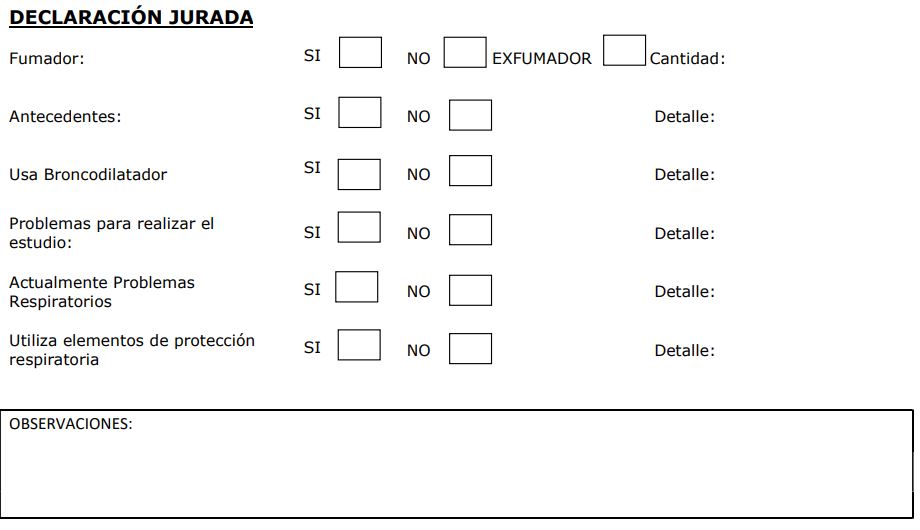 DECLARACIÓN JURADA
Fumador: SI NO EXFUMADOR Cantidad:
Antecedentes: SI NO Detalle:
Usa Broncodilatador SI NO Detalle:
Problemas para realizar el
estudio: SI NO Detalle:
Actualmente Problemas
Respiratorios SI NO Detalle:
Utiliza elementos de protección
respiratoria SI NO Detalle:
OBSERVACIONES: